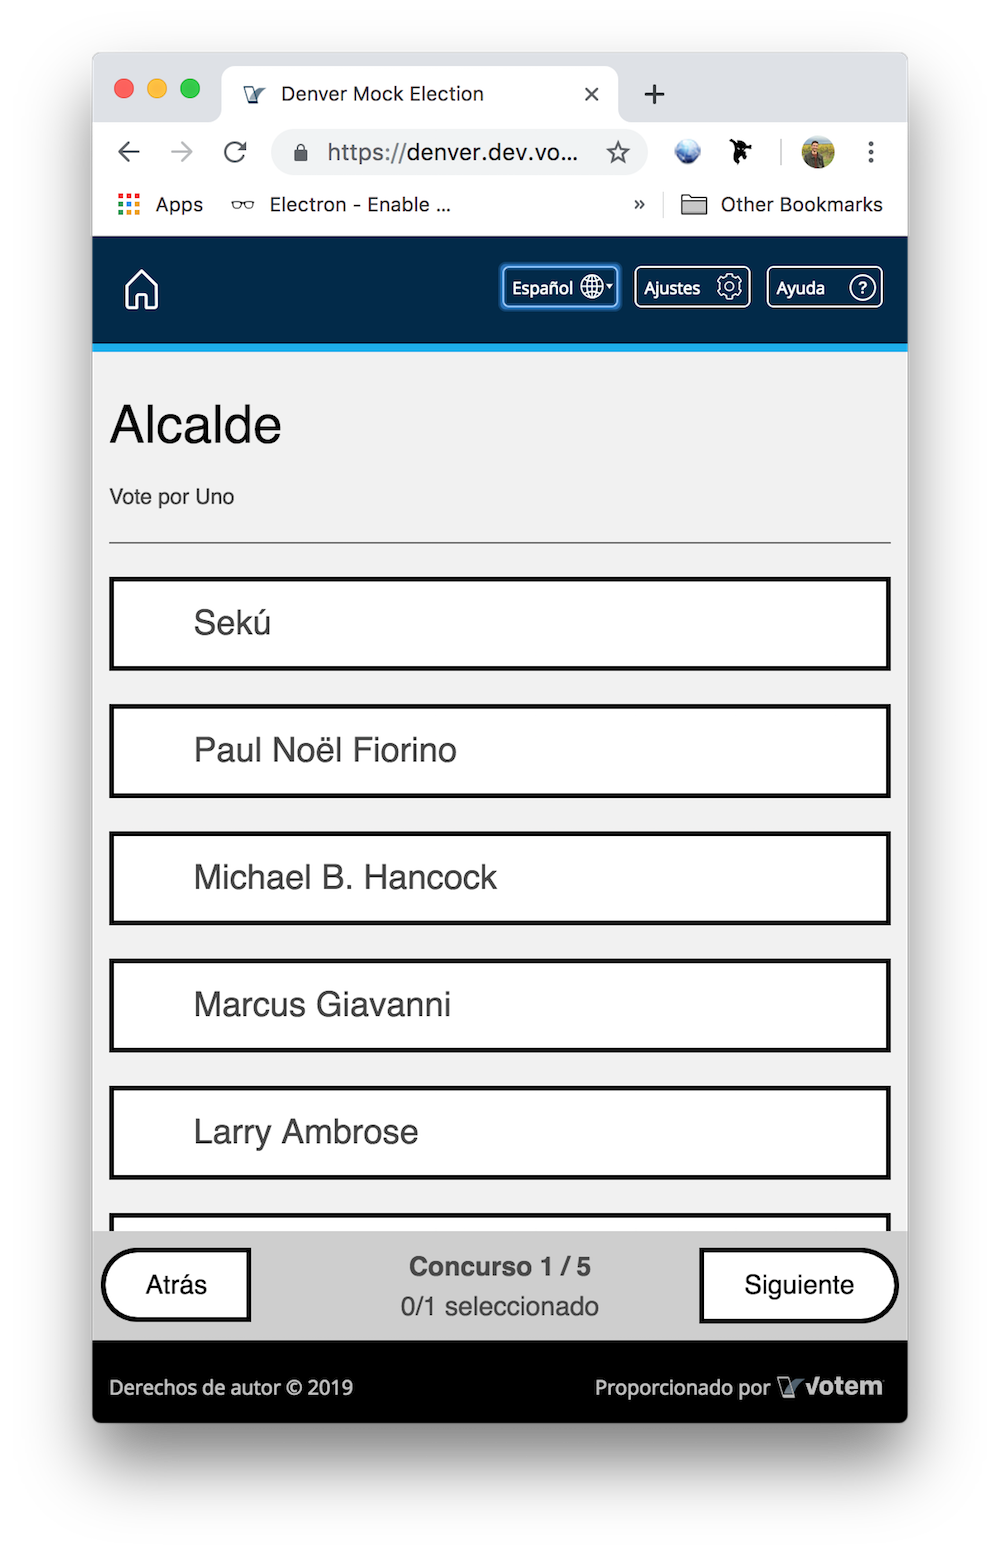 Denver Mock Election
https://denver.dev.vo...
Apps
Electron - Enable ...
»
Other Bookmarks
Español
Ajustes
Ayuda
Alcalde
Vote por Uno
Sekú
Paul Noël Fiorino
Michael B. Hancock
Marcus Giavanni
Larry Ambrose
Atrás
Concurso 1 / 5
0/1 seleccionado
Siguiente
Derechos de autor © 2019
Proporcionado por Votem